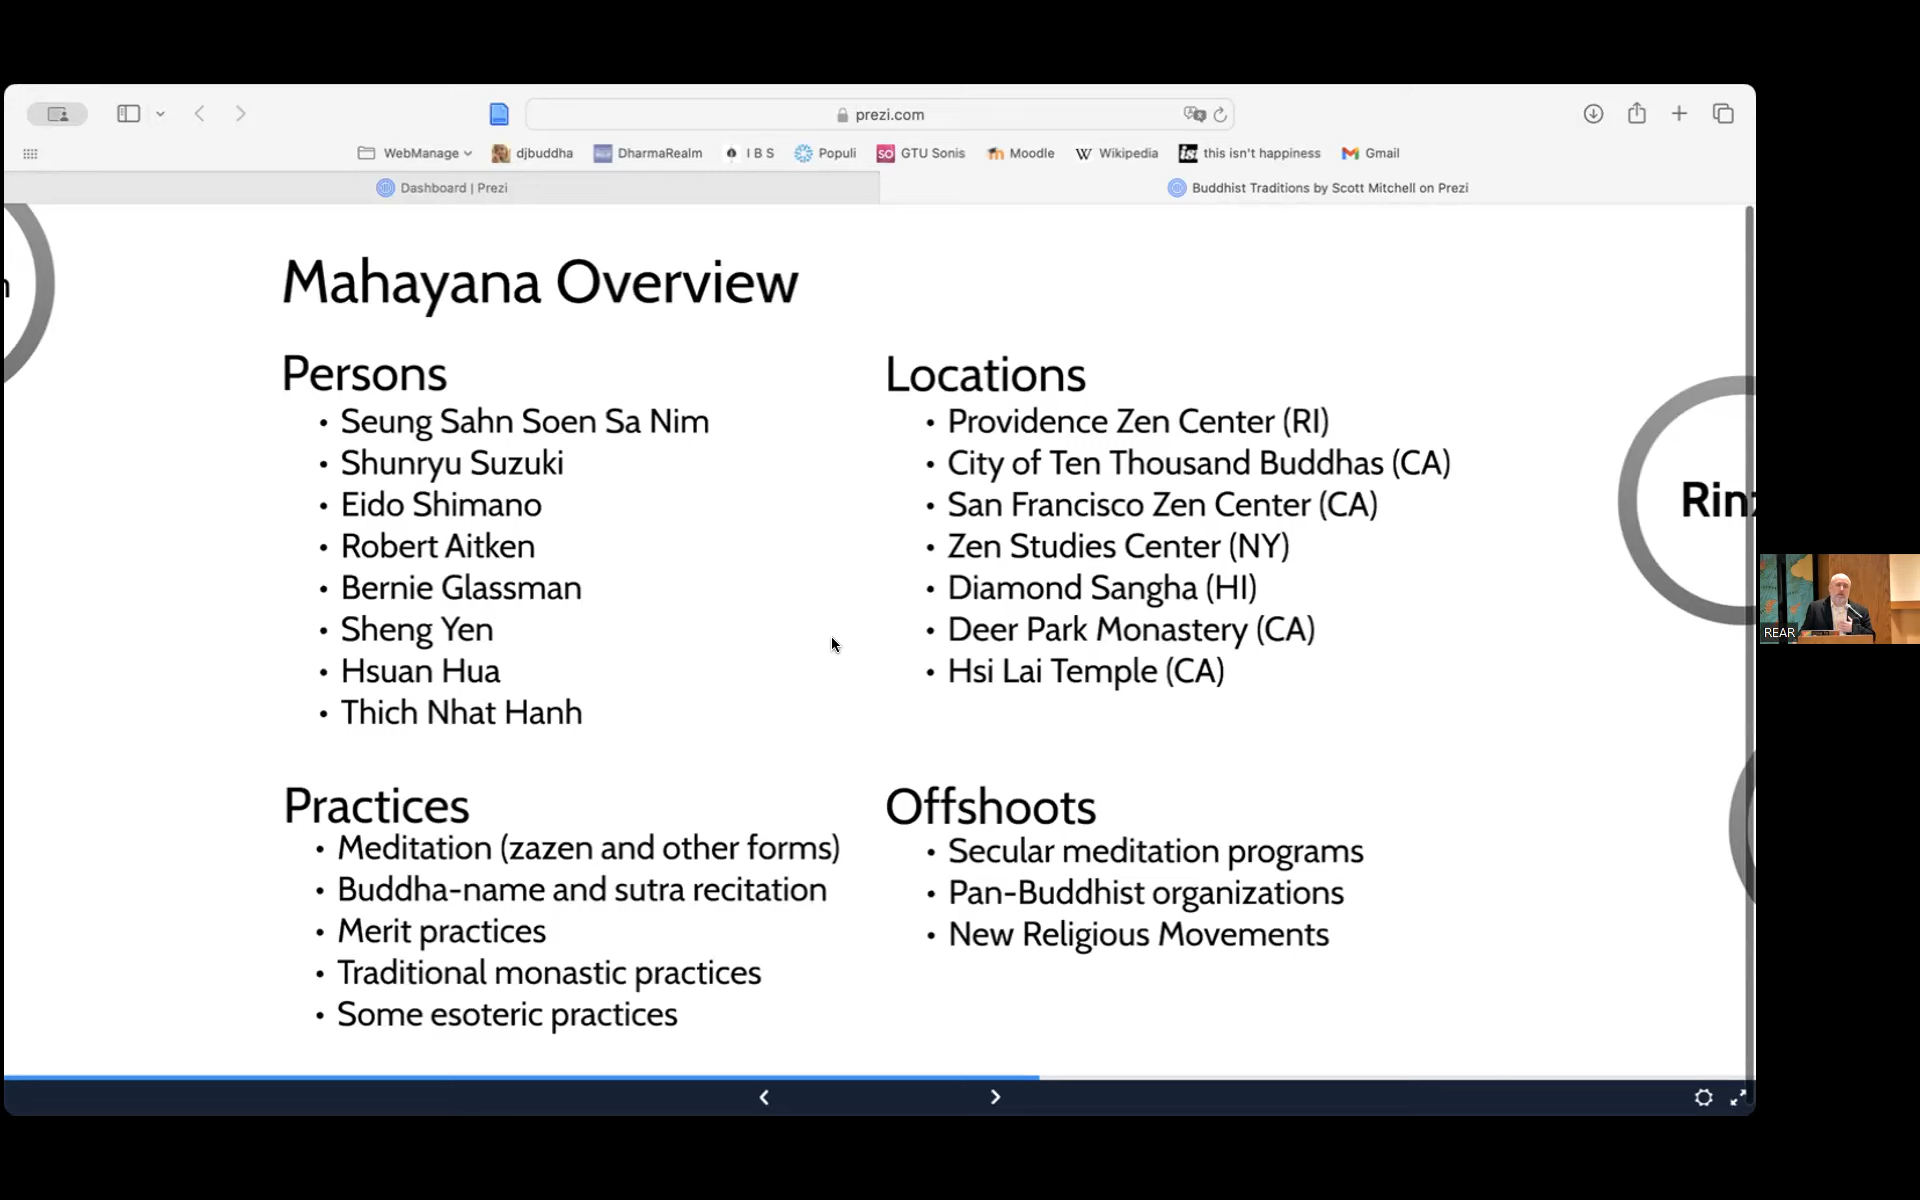 prezi.com
WebManage
djbuddha
DharmaRealm
I B S
Populi
GTU Sonis
Moodle
Wikipedia
this isn't happiness
Gmail
Dashboard | Prezi
Buddhist Traditions by Scott Mitchell on Prezi
Mahayana Overview
Persons
• Seung Sahn Soen Sa Nim
• Shunryu Suzuki
• Eido Shimano
• Robert Aitken
• Bernie Glassman
• Sheng Yen
• Hsuan Hua
• Thich Nhat Hanh
Locations
• Providence Zen Center (RI)
• City of Ten Thousand Buddhas (CA)
• San Francisco Zen Center (CA)
• Zen Studies Center (NY)
• Diamond Sangha (HI)
• Deer Park Monastery (CA)
• Hsi Lai Temple (CA)
Practices
• Meditation (zazen and other forms)
• Buddha-name and sutra recitation
• Merit practices
• Traditional monastic practices
• Some esoteric practices
Offshoots
• Secular meditation programs
• Pan-Buddhist organizations
• New Religious Movements
REAR